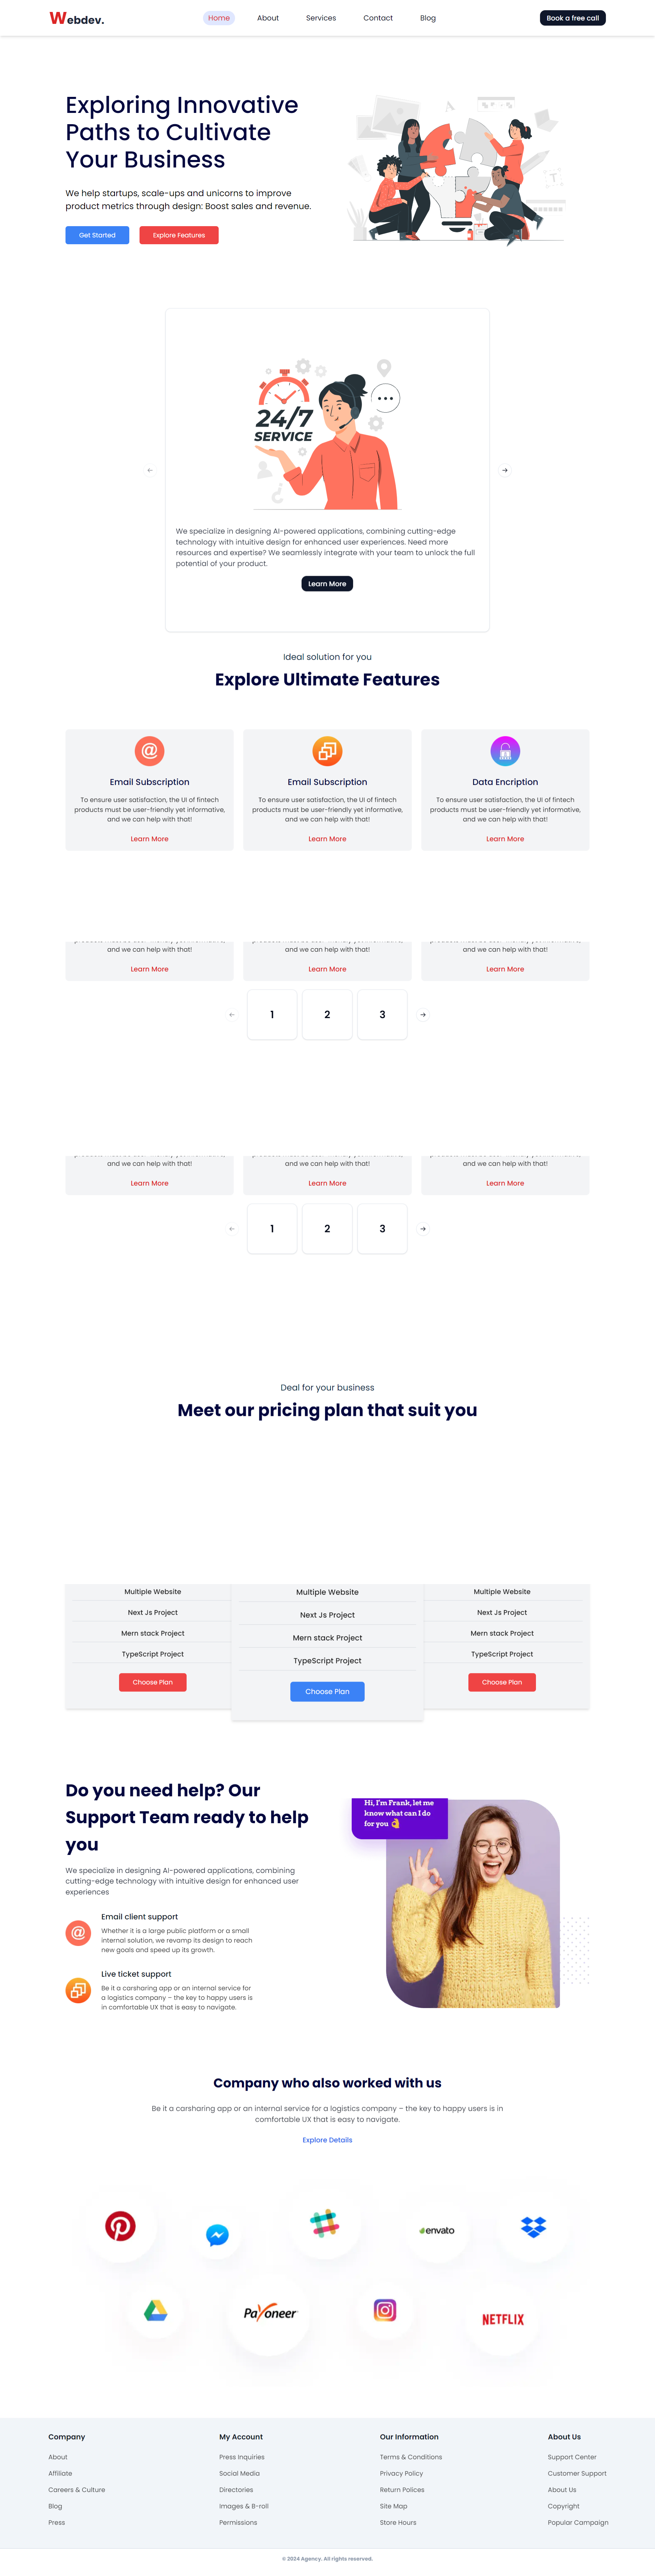 Webdev.
Home
About
Services
Contact
Blog
Book a free call
Exploring Innovative
Paths to Cultivate
Your Business
We help startups, scale-ups and unicorns to improve
product metrics through design: Boost sales and revenue.
Get Started
Explore Features
24/7
SERVICE
We specialize in designing AI-powered applications, combining cutting-edge
technology with intuitive design for enhanced user experiences. Need more
resources and expertise? We seamlessly integrate with your team to unlock the full
potential of your product.
Learn More
Ideal solution for you
Explore Ultimate Features
Email Subscription
To ensure user satisfaction, the UI of fintech
products must be user-friendly yet informative,
and we can help with that!
Learn More
Email Subscription
To ensure user satisfaction, the UI of fintech
products must be user-friendly yet informative,
and we can help with that!
Learn More
Data Encription
To ensure user satisfaction, the UI of fintech
products must be user-friendly yet informative,
and we can help with that!
Learn More
and we can help with that!
Learn More
and we can help with that!
Learn More
and we can help with that!
Learn More
1
2
3
and we can help with that!
Learn More
and we can help with that!
Learn More
and we can help with that!
Learn More
1
2
3
Deal for your business
Meet our pricing plan that suit you
Multiple Website
Next Js Project
Mern stack Project
TypeScript Project
Choose Plan
Multiple Website
Next Js Project
Mern stack Project
TypeScript Project
Choose Plan
Multiple Website
Next Js Project
Mern stack Project
TypeScript Project
Choose Plan
Do you need help? Our
Support Team ready to help
you
We specialize in designing AI-powered applications, combining
cutting-edge technology with intuitive design for enhanced user
experiences
Email client support
Whether it is a large public platform or a small
internal solution, we revamp its design to reach
new goals and speed up its growth.
Live ticket support
Be it a carsharing app or an internal service for
a logistics company – the key to happy users is
in comfortable UX that is easy to navigate.
Hi, I'm Frank, let me
know what can I do
for you 👌
Company who also worked with us
Be it a carsharing app or an internal service for a logistics company – the key to happy users is in
comfortable UX that is easy to navigate.
Explore Details
envato
Payoneer
NETFLIX
Company
About
Affiliate
Careers & Culture
Blog
Press
My Account
Press Inquiries
Social Media
Directories
Images & B-roll
Permissions
Our Information
Terms & Conditions
Privacy Policy
Return Polices
Site Map
Store Hours
About Us
Support Center
Customer Support
About Us
Copyright
Popular Campaign
© 2024 Agency. All rights reserved.